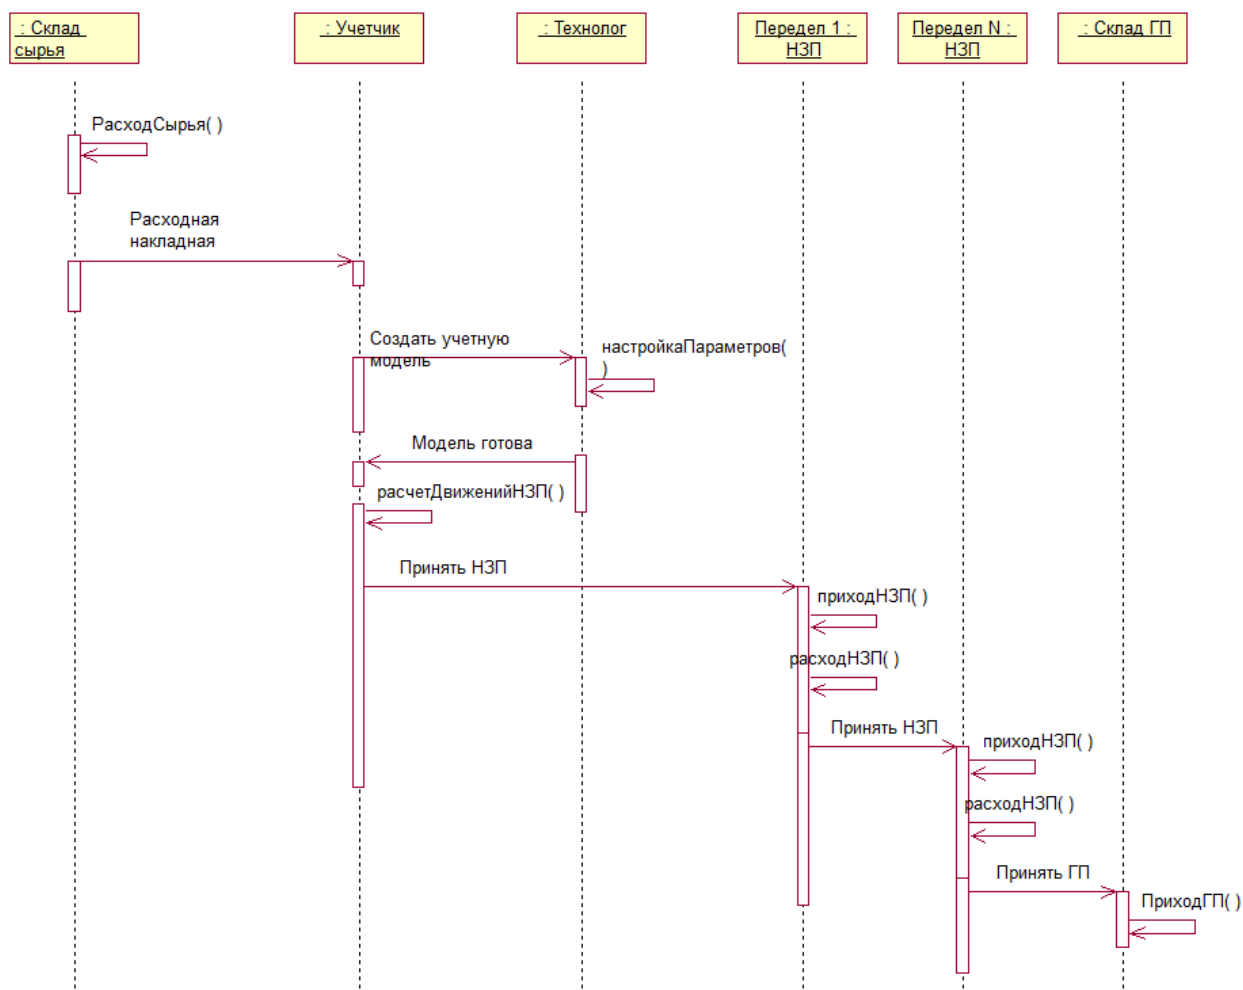 : Склад
сырья
: Учетчик
: Технолог
Передел 1 :
НЗП
Передел N :
НЗП
: Склад ГП
РасходСырья( )
Расходная
накладная
Создать учетную
модель
настройкаПараметров(
)
Модель готова
расчетДвиженийНЗП( )
Принять НЗП
приходНЗП( )
расходНЗП( )
Принять НЗП
приходНЗП( )
расходНЗП( )
Принять ГП
ПриходГП( )